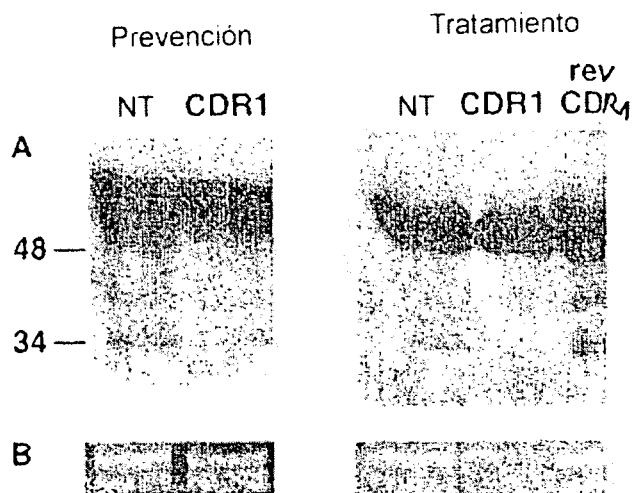 Prevención
Tratamiento
NT CDR1
NT CDR1 rev CDR1
A
48
34
B